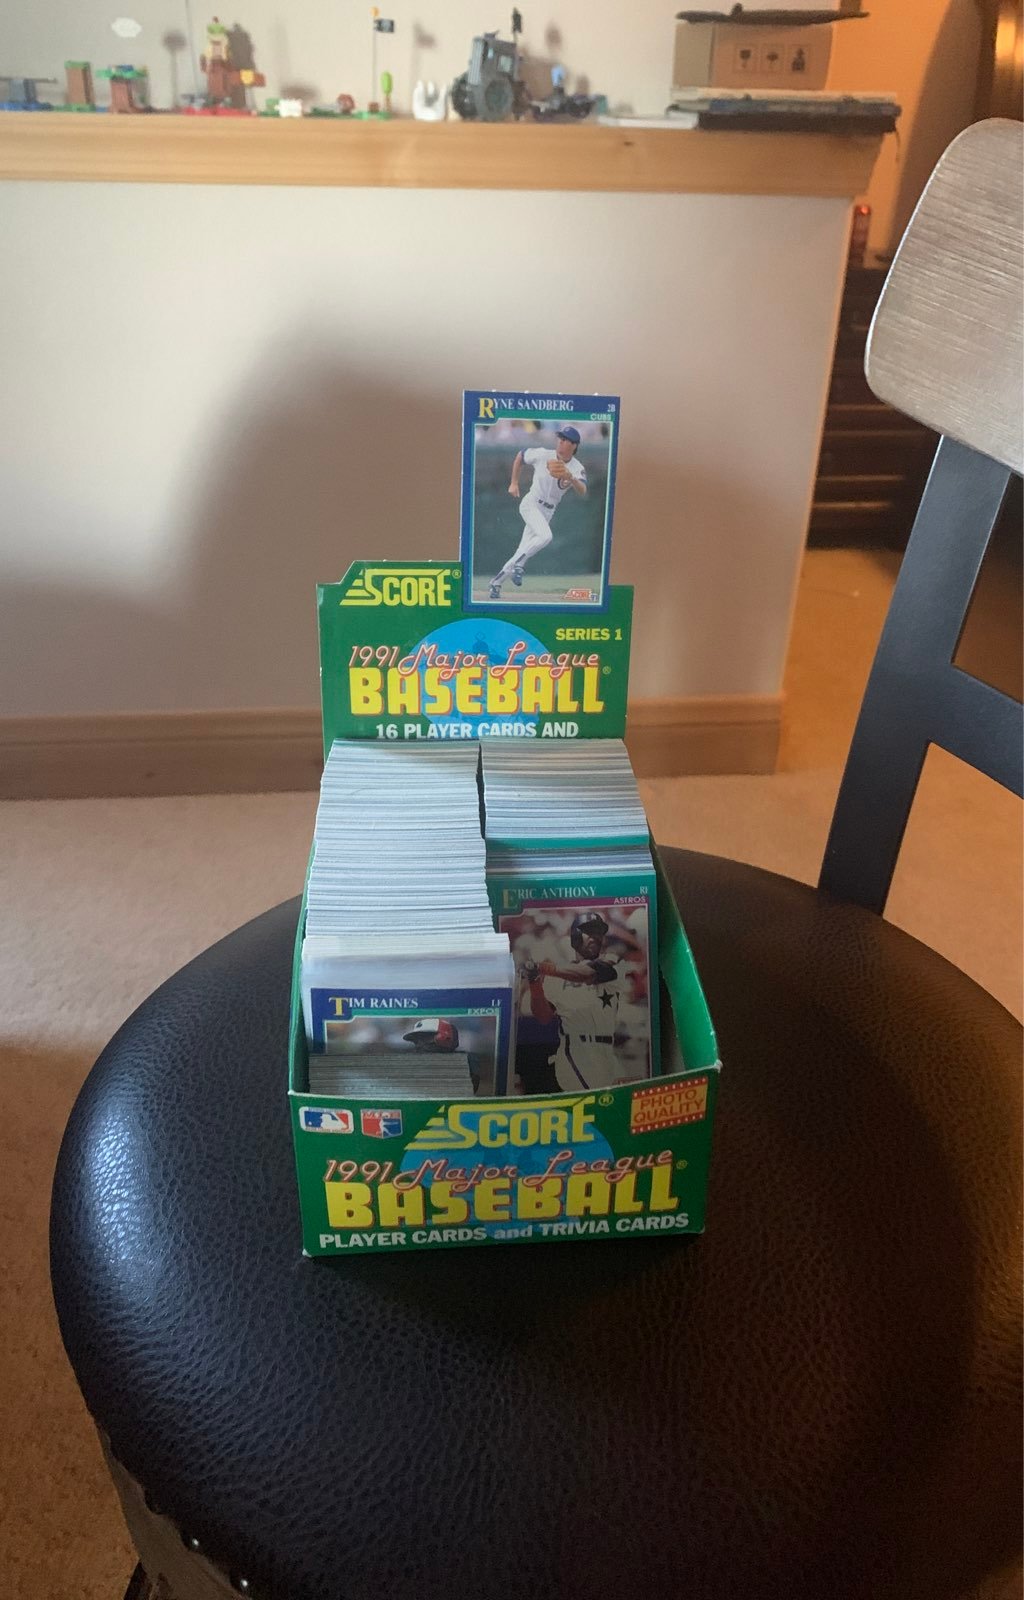 RYNE SANDBERG 2B
CUBS
SCORE
SCORE®
SERIES 1
1991 Major League
BASEBALL®
16 PLAYER CARDS AND
ERIC ANTHONY RF
ASTROS
TIM RAINES LF
EXPOS
SCORE®
PHOTO
QUALITY
1991 Major League
BASEBALL®
PLAYER CARDS and TRIVIA CARDS